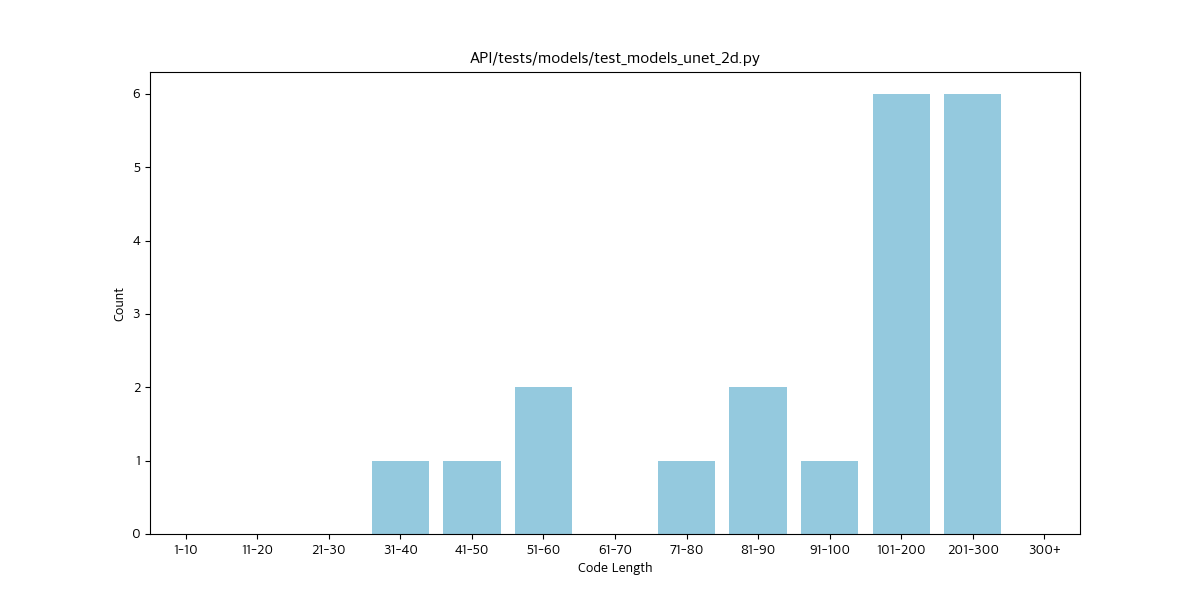 API/tests/models/test_models_unet_2d.py
6
5
4
3
2
1
0
Count
1-10 11-20 21-30 31-40 41-50 51-60 61-70 71-80 81-90 91-100 101-200 201-300 300+
Code Length